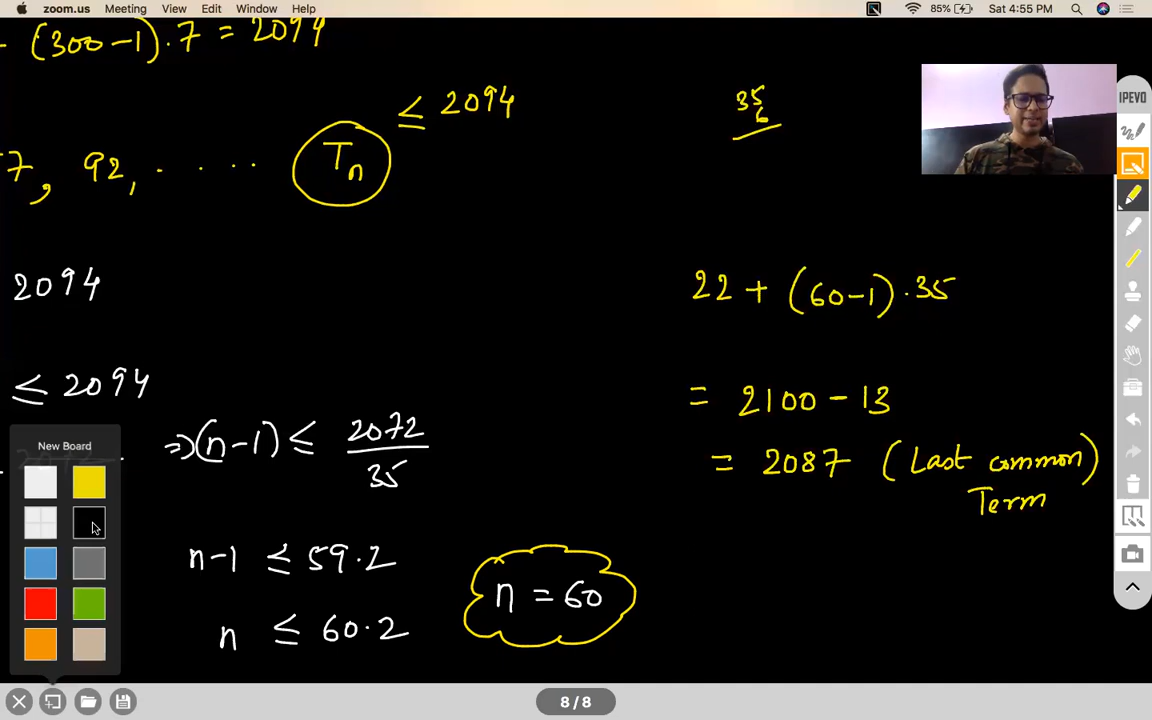 zoom.us Meeting View Edit Window Help 85% Sat 4:55 PM
(300-1).7 = 2094
≤ 2094
35
6
IPEVO
7, 92, . . . . Tn
2094
22 + (60-1).35
≤ 2094
= 2100 - 13
New Board
⇒(n-1) ≤ 2072
35
= 2087 (Last common)
Term
n-1 ≤ 59.2
n = 60
n ≤ 60.2
8/8